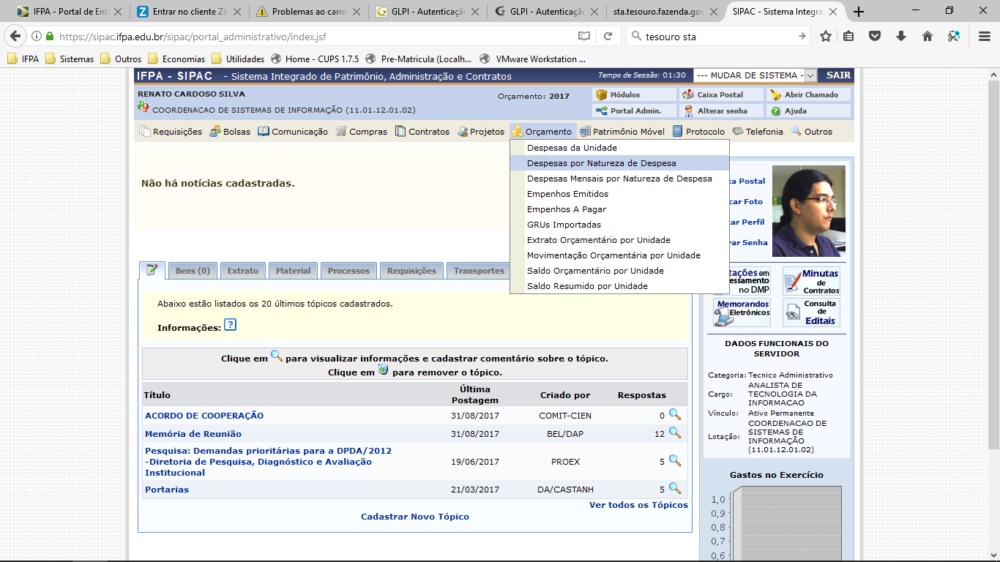 IFPA - Portal de Ent
Entrar no cliente Zir
Problemas ao carre
GLPI - Autenticaçã
GLPI - Autenticaçã
sta.tesouro.fazenda.gov
SIPAC - Sistema Integra
https://sipac.ifpa.edu.br/sipac/portal_administrativo/index.jsf
tesouro sta
IFPA
Sistemas
Outros
Economias
Utilidades
Home - CUPS 1.7.5
Pre-Matricula (Localh...
VMware Workstation ...
IFPA - SIPAC - Sistema Integrado de Patrimônio, Administração e Contratos
Tempo de Sessão: 01:30
--- MUDAR DE SISTEMA -
SAIR
RENATO CARDOSO SILVA
Orçamento: 2017
Módulos
Caixa Postal
Abrir Chamado
COORDENACAO DE SISTEMAS DE INFORMAÇÃO (11.01.12.01.02)
Portal Admin.
Alterar senha
Ajuda
Requisições
Bolsas
Comunicação
Compras
Contratos
Projetos
Orçamento
Patrimônio Móvel
Protocolo
Telefonia
Outros
Despesas da Unidade
Despesas por Natureza de Despesa
Despesas Mensais por Natureza de Despesa
Empenhos Emitidos
Empenhos A Pagar
GRUs Importadas
Extrato Orçamentário por Unidade
Movimentação Orçamentária por Unidade
Saldo Orçamentário por Unidade
Saldo Resumido por Unidade
Não há notícias cadastradas.
a Postal
car Foto
tar Perfil
rar Senha
Bens (0)
Extrato
Material
Processos
Requisições
Transportes
Abaixo estão listados os 20 últimos tópicos cadastrados.
Informações: ?
Clique em para visualizar informações e cadastrar comentário sobre o tópico.
Clique em para remover o tópico.
Título
Última
Postagem
Criado por
Respostas
ACORDO DE COOPERAÇÃO
31/08/2017
COMIT-CIEN
0
Memória de Reunião
31/08/2017
BEL/DAP
12
Pesquisa: Demandas prioritárias para a DPDA/2012
-Diretoria de Pesquisa, Diagnóstico e Avaliação
Institucional
19/06/2017
PROEX
5
Portarias
21/03/2017
DA/CASTANH
5
Ver todos os Tópicos
Cadastrar Novo Tópico
tações em
essamento
no DMP
Minutas
de
Contratos
Memorandos
Eletrônicos
Consulta
de
Editais
DADOS FUNCIONAIS DO
SERVIDOR
Categoria: Tecnico Administrativo
Cargo:
ANALISTA DE
TECNOLOGIA DA
INFORMACAO
Vínculo: Ativo Permanente
Lotação:
COORDENACAO DE
SISTEMAS DE
INFORMAÇÃO
(11.01.12.01.02)
Gastos no Exercício
1,0
0,9
0,8
0,7
0,6